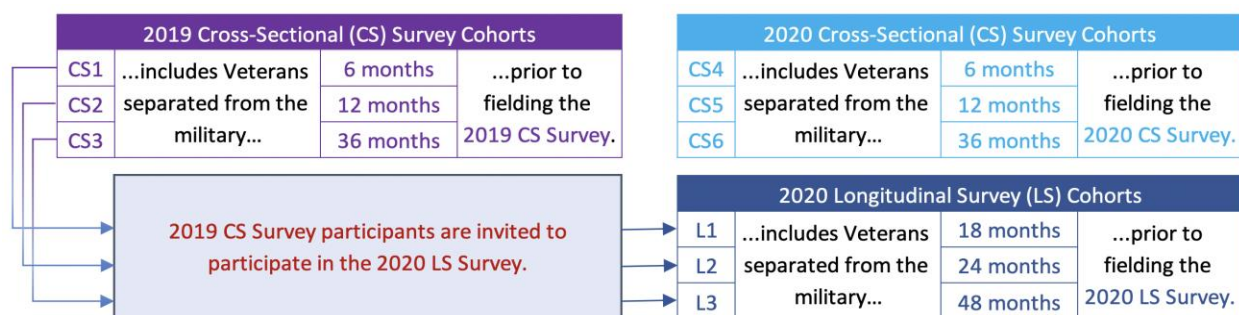 2019 Cross-Sectional (CS) Survey Cohorts
CS1
CS2
CS3
...includes Veterans
separated from the
military...
6 months
12 months
36 months
...prior to
fielding the
2019 CS Survey.
2020 Cross-Sectional (CS) Survey Cohorts
CS4
CS5
CS6
...includes Veterans
separated from the
military...
6 months
12 months
36 months
...prior to
fielding the
2020 CS Survey.
2019 CS Survey participants are invited to
participate in the 2020 LS Survey.
2020 Longitudinal Survey (LS) Cohorts
L1
L2
L3
...includes Veterans
separated from the
military...
18 months
24 months
48 months
...prior to
fielding the
2020 LS Survey.